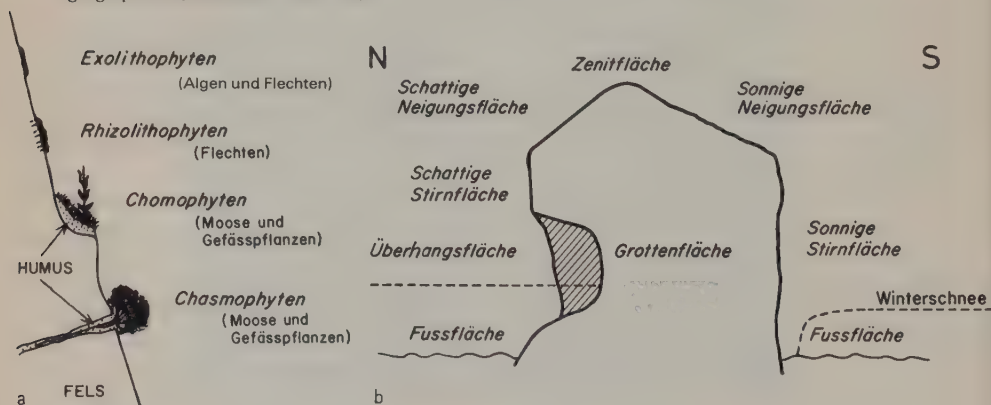 Exolithophyten
(Algen und Flechten)
Rhizolithophyten
(Flechten)
Chomophyten
(Moose und
Gefässpflanzen)
HUMUS
Chasmophyten
(Moose und
Gefässpflanzen)
FELS
a
N
S
Zenitfläche
Schattige
Neigungsfläche
Sonnige
Neigungsfläche
Schattige
Stirnfläche
Überhangsfläche
Grottenfläche
Sonnige
Stirnfläche
Winterschnee
Fussfläche
Fussfläche
b